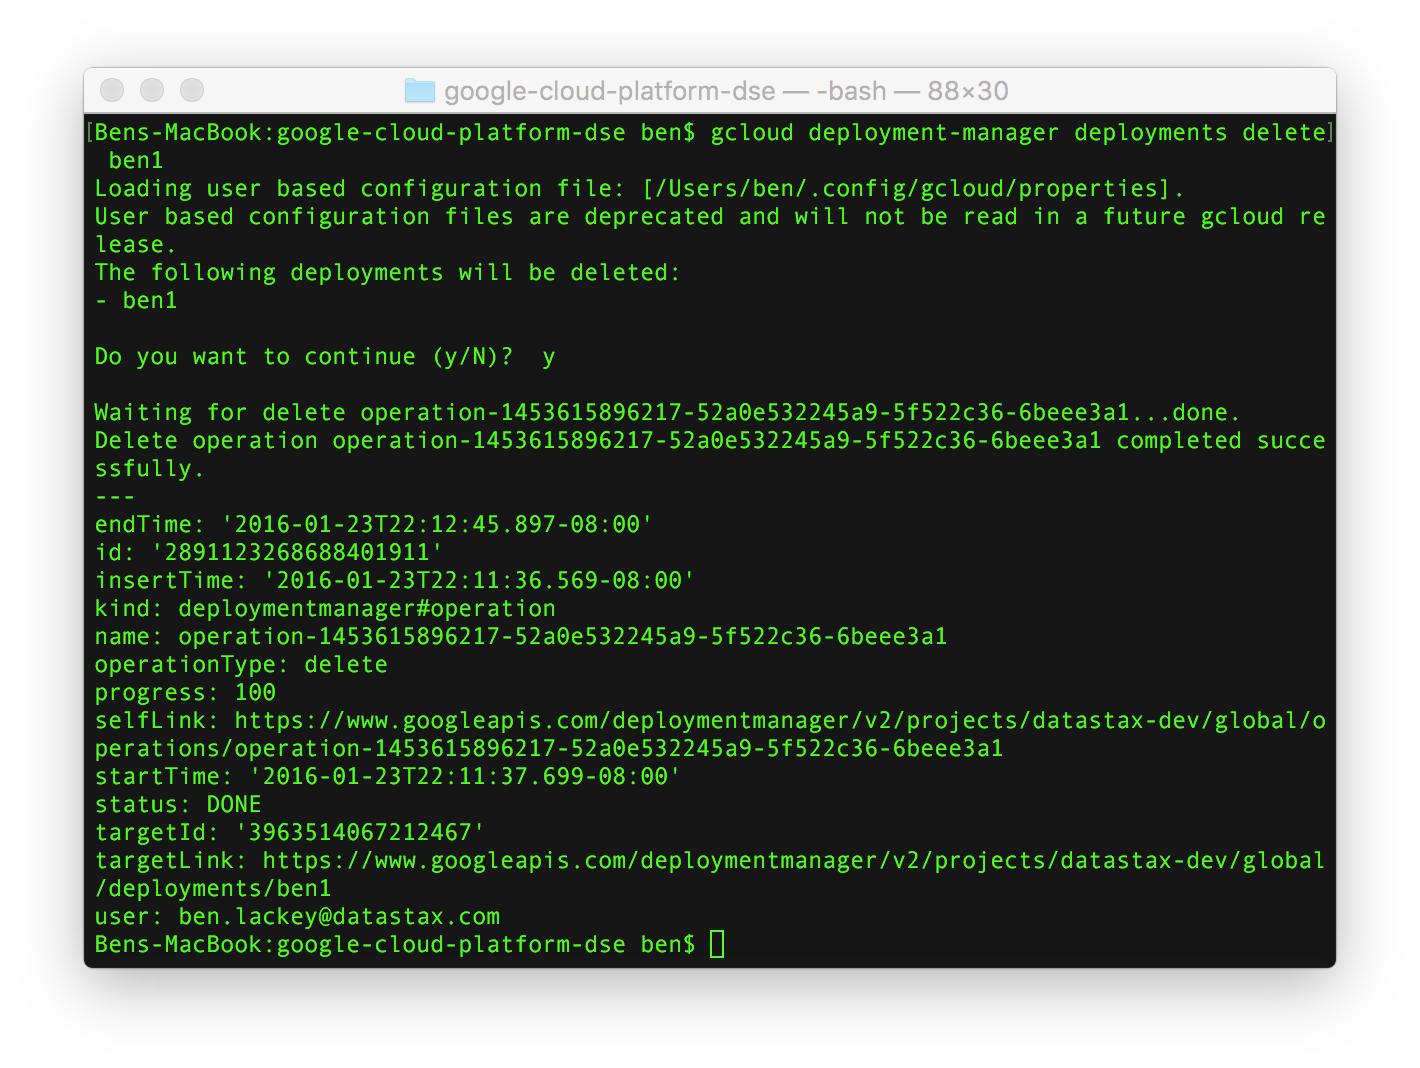 google-cloud-platform-dse — -bash — 88×30
[Bens-MacBook:google-cloud-platform-dse ben$ gcloud deployment-manager deployments delete]
 ben1
Loading user based configuration file: [/Users/ben/.config/gcloud/properties].
User based configuration files are deprecated and will not be read in a future gcloud re
lease.
The following deployments will be deleted:
- ben1
Do you want to continue (y/N)?  y
Waiting for delete operation-1453615896217-52a0e532245a9-5f522c36-6beee3a1...done.
Delete operation operation-1453615896217-52a0e532245a9-5f522c36-6beee3a1 completed succe
ssfully.
---
endTime: '2016-01-23T22:12:45.897-08:00'
id: '2891123268688401911'
insertTime: '2016-01-23T22:11:36.569-08:00'
kind: deploymentmanager#operation
name: operation-1453615896217-52a0e532245a9-5f522c36-6beee3a1
operationType: delete
progress: 100
selfLink: https://www.googleapis.com/deploymentmanager/v2/projects/datastax-dev/global/o
perations/operation-1453615896217-52a0e532245a9-5f522c36-6beee3a1
startTime: '2016-01-23T22:11:37.699-08:00'
status: DONE
targetId: '3963514067212467'
targetLink: https://www.googleapis.com/deploymentmanager/v2/projects/datastax-dev/global
/deployments/ben1
user: ben.lackey@datastax.com
Bens-MacBook:google-cloud-platform-dse ben$